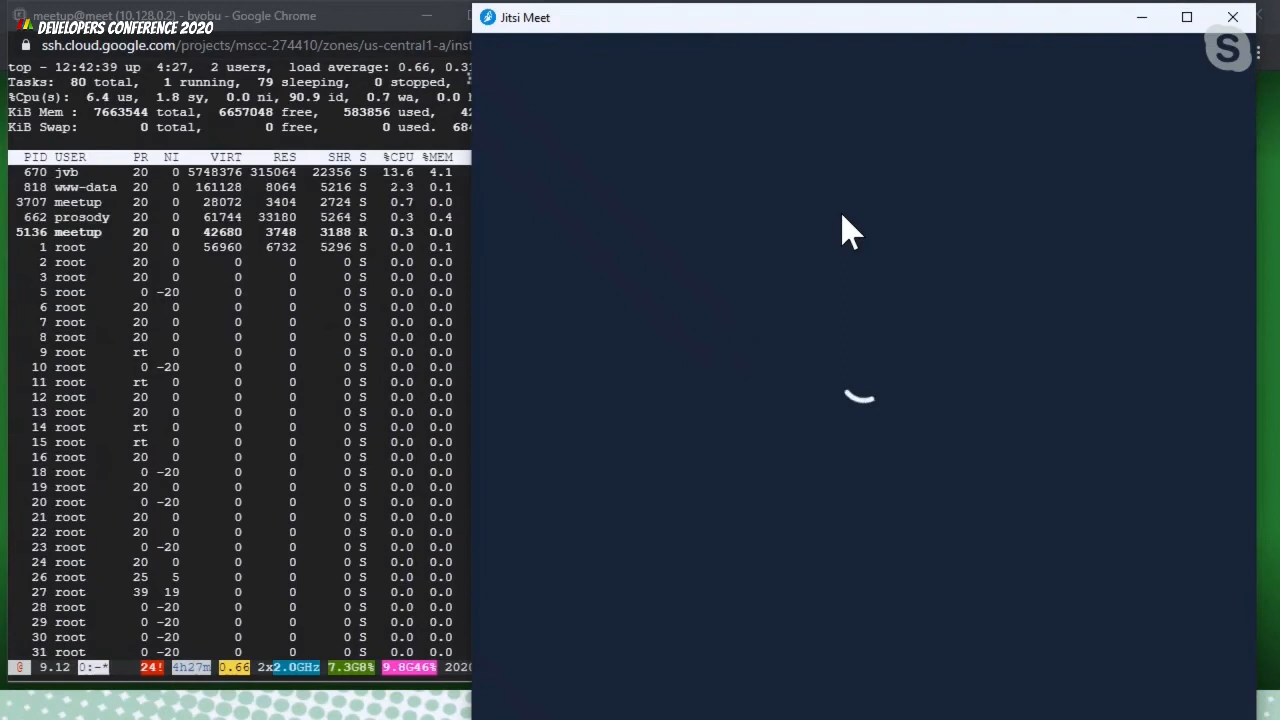 meetup@meet (10.128.0.2) - byobu - Google Chrome
DEVELOPERS CONFERENCE 2020
Jitsi Meet
ssh.cloud.google.com/projects/mscc-274410/zones/us-central1-a/inst
top - 12:42:39 up 4:27, 2 users, load average: 0.66, 0.31
Tasks: 80 total, 1 running, 79 sleeping, 0 stopped,
%Cpu(s): 6.4 us, 1.8 sy, 0.0 ni, 90.9 id, 0.7 wa, 0.0 h
KiB Mem : 7663544 total, 6657048 free, 583856 used, 42
KiB Swap: 0 total, 0 free, 0 used. 684
PID USER PR NI VIRT RES SHR S %CPU %MEM
670 jvb 20 0 5748376 315064 22356 S 13.6 4.1
818 www-data 20 0 161128 8064 5216 S 2.3 0.1
3707 meetup 20 0 28072 3404 2724 S 0.7 0.0
662 prosody 20 0 61744 33180 5264 S 0.3 0.4
5136 meetup 20 0 42680 3748 3188 R 0.3 0.0
1 root 20 0 56960 6732 5296 S 0.0 0.1
2 root 20 0 0 0 0 S 0.0 0.0
3 root 20 0 0 0 0 S 0.0 0.0
5 root 0 -20 0 0 0 S 0.0 0.0
6 root 20 0 0 0 0 S 0.0 0.0
7 root 20 0 0 0 0 S 0.0 0.0
8 root 20 0 0 0 0 S 0.0 0.0
9 root rt 0 0 0 0 S 0.0 0.0
10 root 0 -20 0 0 0 S 0.0 0.0
11 root rt 0 0 0 0 S 0.0 0.0
12 root 20 0 0 0 0 S 0.0 0.0
13 root 20 0 0 0 0 S 0.0 0.0
14 root rt 0 0 0 0 S 0.0 0.0
15 root rt 0 0 0 0 S 0.0 0.0
16 root 20 0 0 0 0 S 0.0 0.0
18 root 0 -20 0 0 0 S 0.0 0.0
19 root 20 0 0 0 0 S 0.0 0.0
20 root 0 -20 0 0 0 S 0.0 0.0
21 root 20 0 0 0 0 S 0.0 0.0
22 root 20 0 0 0 0 S 0.0 0.0
23 root 0 -20 0 0 0 S 0.0 0.0
24 root 20 0 0 0 0 S 0.0 0.0
26 root 25 5 0 0 0 S 0.0 0.0
27 root 39 19 0 0 0 S 0.0 0.0
28 root 0 -20 0 0 0 S 0.0 0.0
29 root 0 -20 0 0 0 S 0.0 0.0
30 root 0 -20 0 0 0 S 0.0 0.0
31 root 0 -20 0 0 0 S 0.0 0.0
@ 9.12 0:-* 24! 4h27m 0.66 2x2.0GHz 7.3G8% 9.8G46% 2020